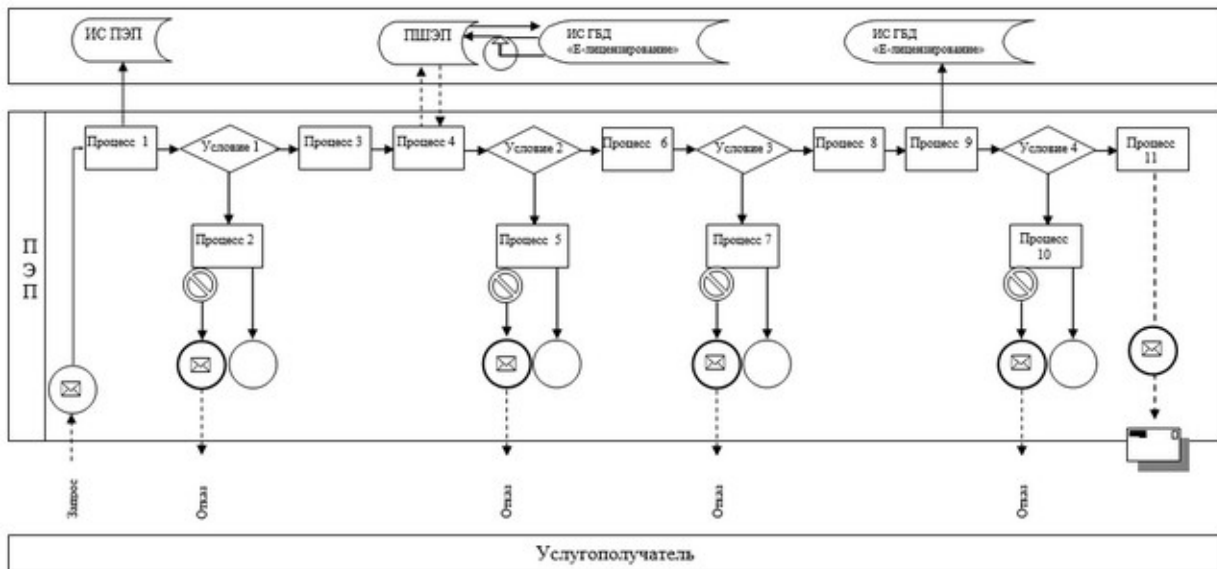 ИС ПЭП
ПШЭП
ИС ГБД
«Е-лицензирование»
ИС ГБД
«Е-лицензирование»
Процесс 1
Условие 1
Процесс 3
Процесс 4
Условие 2
Процесс 6
Условие 3
Процесс 8
Процесс 9
Условие 4
Процесс
11
Процесс 2
Процесс 5
Процесс 7
Процесс
10
П
Э
П
Запрос
Отказ
Отказ
Отказ
Отказ
Услугополучатель